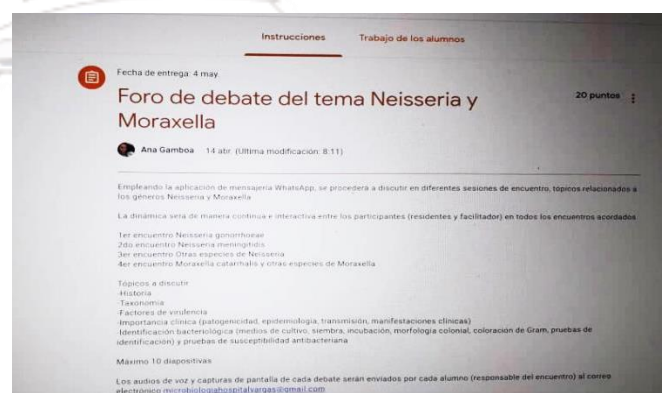 Instrucciones Trabajo de los alumnos
Fecha de entrega: 4 may.
Foro de debate del tema Neisseria y
Moraxella
20 puntos
Ana Gamboa 14 abr. (Última modificación: 8:11)
Empleando la aplicación de mensajería WhatsApp, se procederá a discutir en diferentes sesiones de encuentro, tópicos relacionados a
los géneros Neisseria y Moraxella
La dinámica será de manera continua e interactiva entre los participantes (residentes y facilitador) en todos los encuentros acordados
1er encuentro Neisseria gonorrhoeae
2do encuentro Neisseria meningitidis
3er encuentro Otras especies de Neisseria
4er encuentro Moraxella catarrhalis y otras especies de Moraxella
Tópicos a discutir
-Historia
-Taxonomía
-Factores de virulencia
-Importancia clínica (patogenicidad, epidemiología, transmisión, manifestaciones clínicas)
-Identificación bacteriológica (medios de cultivo, siembra, incubación, morfología colonial, coloración de Gram, pruebas de
identificación) y pruebas de susceptibilidad antibacteriana
Máximo 10 diapositivas
Los audios de voz y capturas de pantalla de cada debate serán enviados por cada alumno (responsable del encuentro) al correo
electrónico microbiologiahospitalvargas@gmail.com